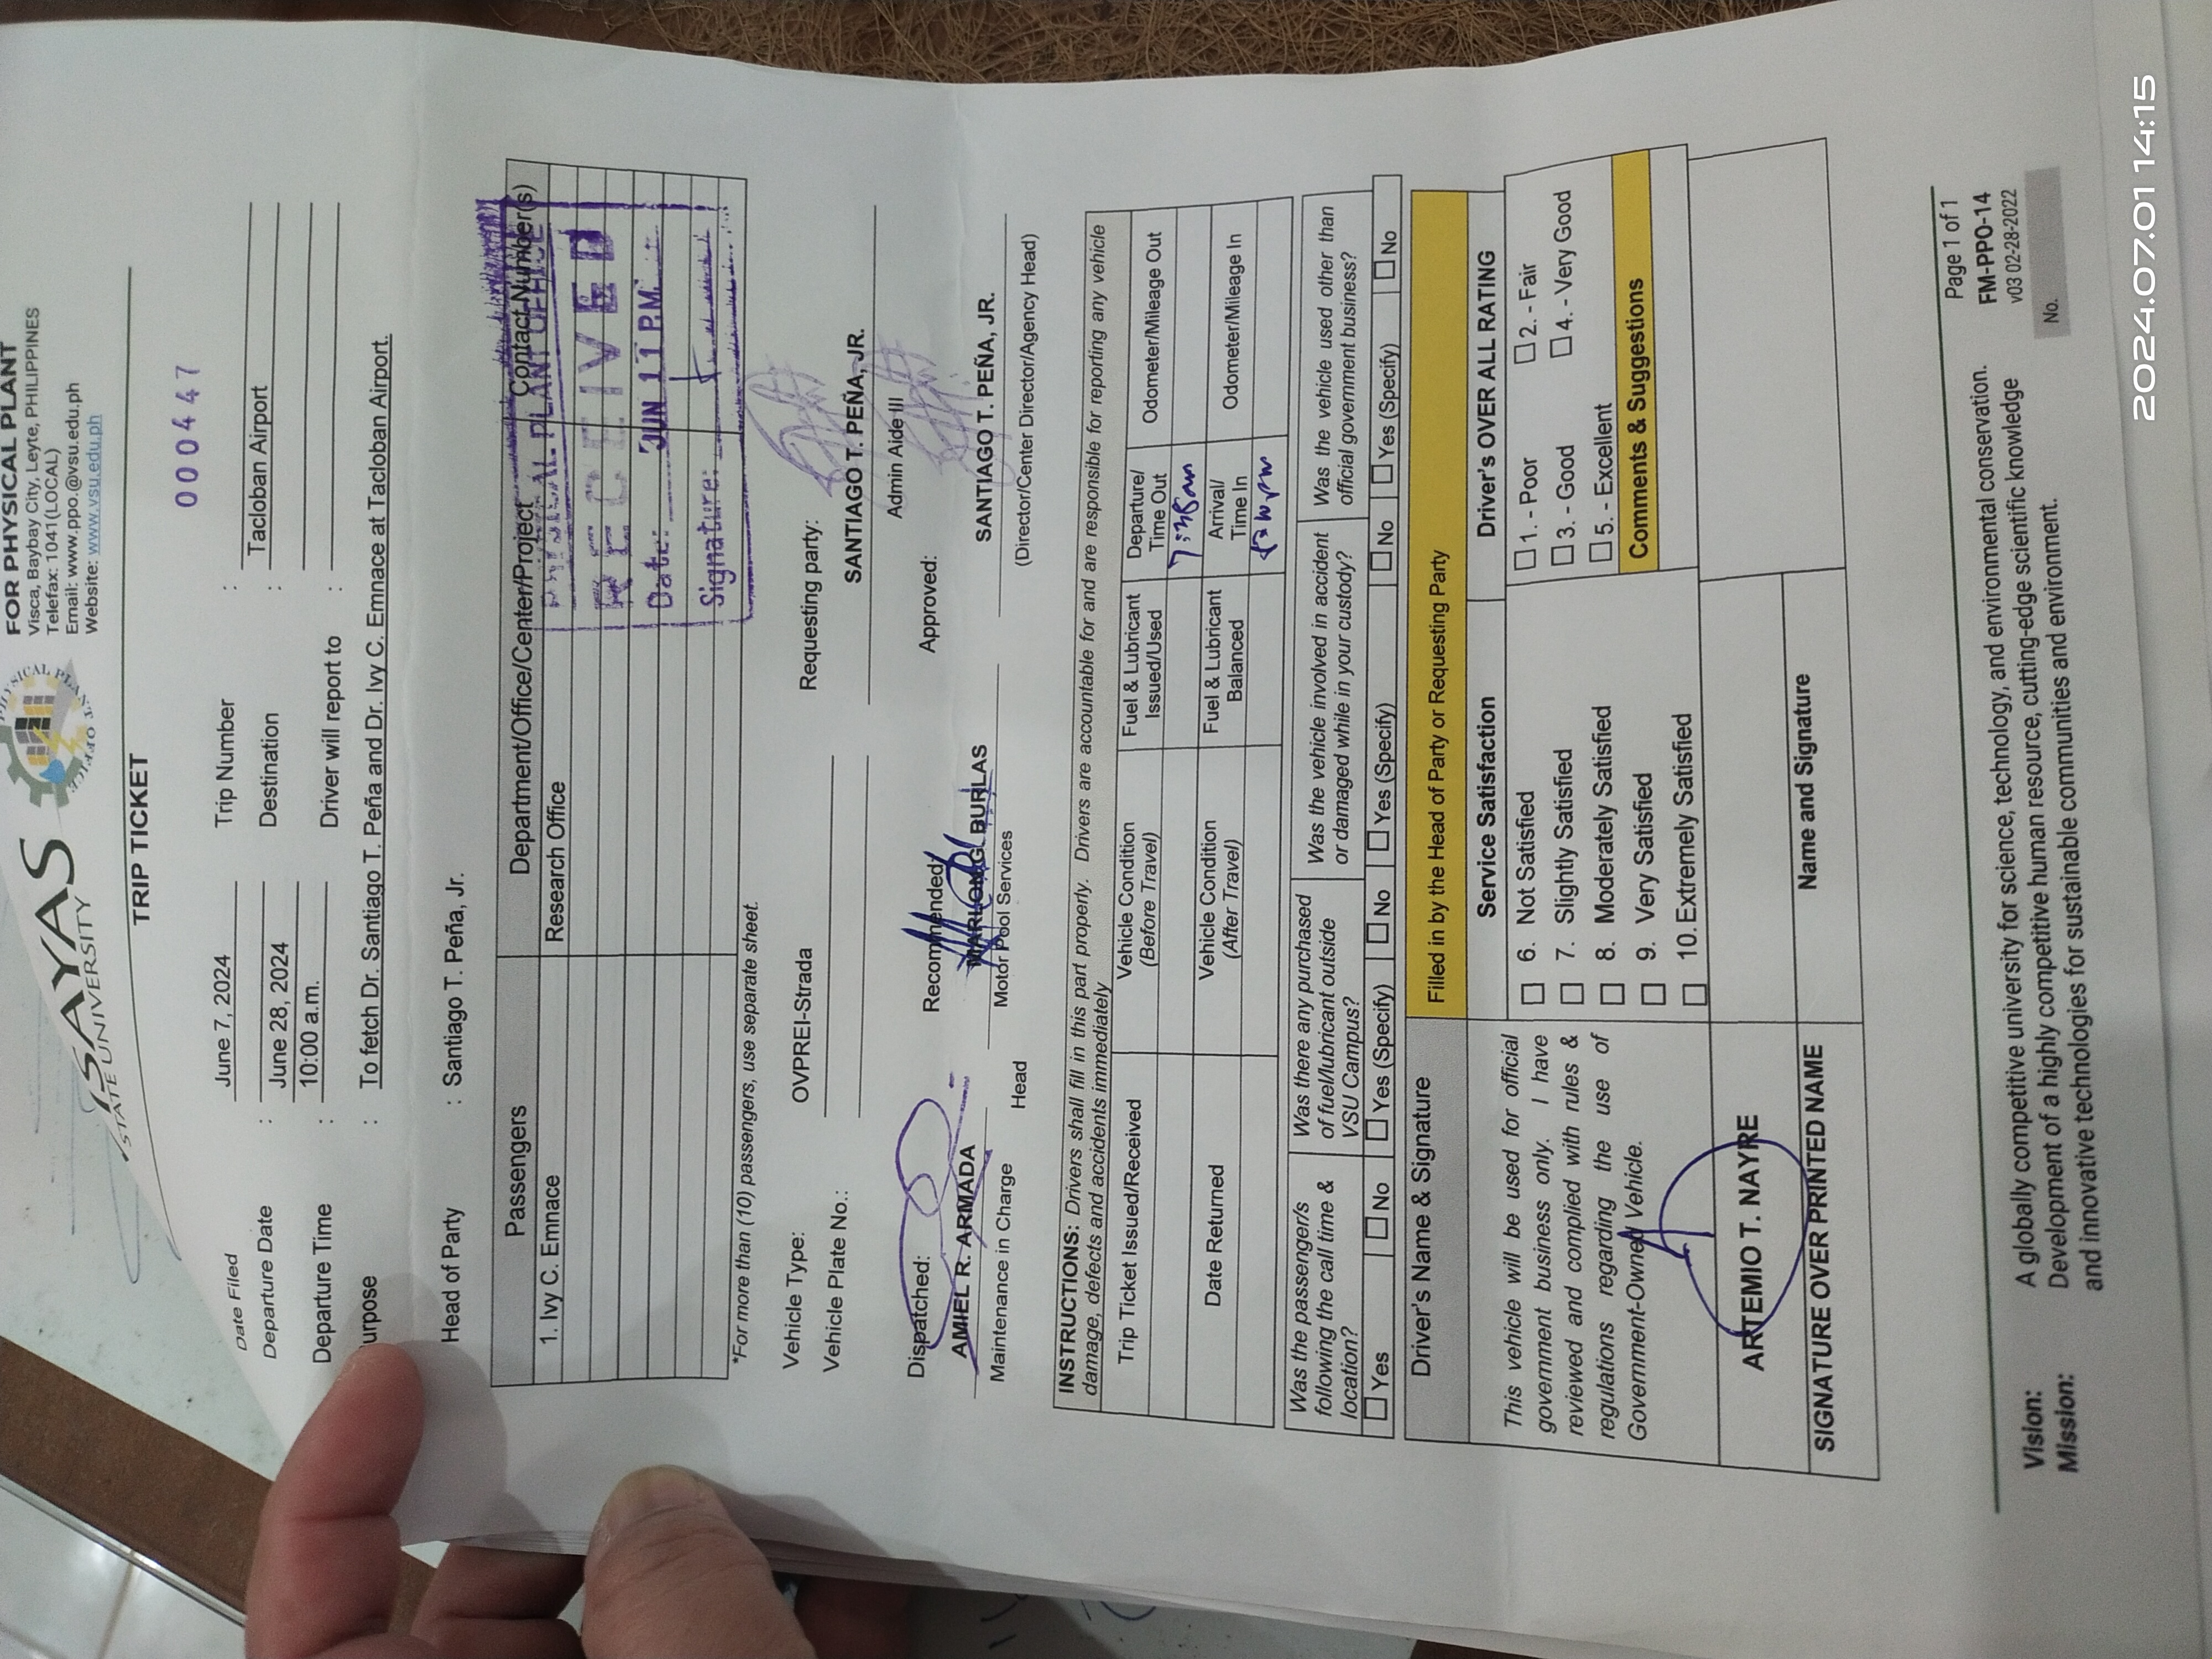 ISAYAS
STATE UNIVERSITY
FOR PHYSICAL PLANT
Visca, Baybay City, Leyte, PHILIPPINES
Telefax: 1041(LOCAL)
Email: www.ppo.@vsu.edu.ph
Website: www.vsu.edu.ph
TRIP TICKET
000447
Date Filed June 7, 2024 Trip Number :
Departure Date : June 28, 2024 Destination : Tacloban Airport
Departure Time : 10:00 a.m. Driver will report to :
urpose : To fetch Dr. Santiago T. Peña and Dr. Ivy C. Emnace at Tacloban Airport.
Head of Party : Santiago T. Peña, Jr.
Passengers Department/Office/Center/Project Contact Number(s)
1. Ivy C. Emnace Research Office
PHYSICAL PLANT OFFICE
RECEIVED
Date: JUN 11 P.M.
Signature:
*For more than (10) passengers, use separate sheet.
Vehicle Type: OVPREI-Strada Requesting party:
Vehicle Plate No.: SANTIAGO T. PEÑA, JR.
Admin Aide III
Dispatched: Recommended: Approved:
AMIEL R. ARMADA MARLON G. BURLAS SANTIAGO T. PEÑA, JR.
Maintenance in Charge Motor Pool Services (Director/Center Director/Agency Head)
Head
INSTRUCTIONS: Drivers shall fill in this part properly. Drivers are accountable for and are responsible for reporting any vehicle
damage, defects and accidents immediately
Trip Ticket Issued/Received Vehicle Condition (Before Travel) Fuel & Lubricant Issued/Used Departure/ Time Out Odometer/Mileage Out
7:38am
Date Returned Vehicle Condition (After Travel) Fuel & Lubricant Balanced Arrival/ Time In Odometer/Mileage In
Was the passenger/s following the call time & location? Was there any purchased of fuel/lubricant outside VSU Campus? Was the vehicle involved in accident or damaged while in your custody? Was the vehicle used other than official government business?
Yes No Yes (Specify) No Yes (Specify) No Yes (Specify) No
Driver's Name & Signature Filled in by the Head of Party or Requesting Party
Service Satisfaction Driver's OVER ALL RATING
This vehicle will be used for official
government business only. I have
reviewed and complied with rules &
regulations regarding the use of
Government-Owned Vehicle.
6. Not Satisfied
7. Slightly Satisfied
8. Moderately Satisfied
9. Very Satisfied
10. Extremely Satisfied
1. - Poor 2. - Fair
3. - Good 4. - Very Good
5. - Excellent
Comments & Suggestions
ARTEMIO T. NAYRE
SIGNATURE OVER PRINTED NAME Name and Signature
Vision: A globally competitive university for science, technology, and environmental conservation.
Mission: Development of a highly competitive human resource, cutting-edge scientific knowledge
and innovative technologies for sustainable communities and environment.
Page 1 of 1
FM-PPO-14
v03 02-28-2022
No.
2024.07.01 14:15